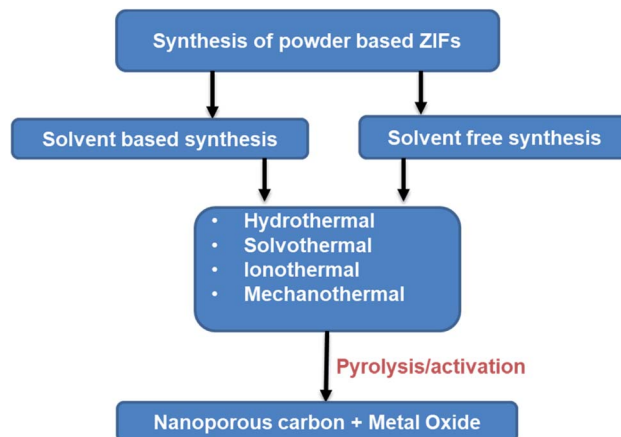 Synthesis of powder based ZIFs
Solvent based synthesis
Solvent free synthesis
• Hydrothermal
• Solvothermal
• Ionothermal
• Mechanothermal
Pyrolysis/activation
Nanoporous carbon + Metal Oxide